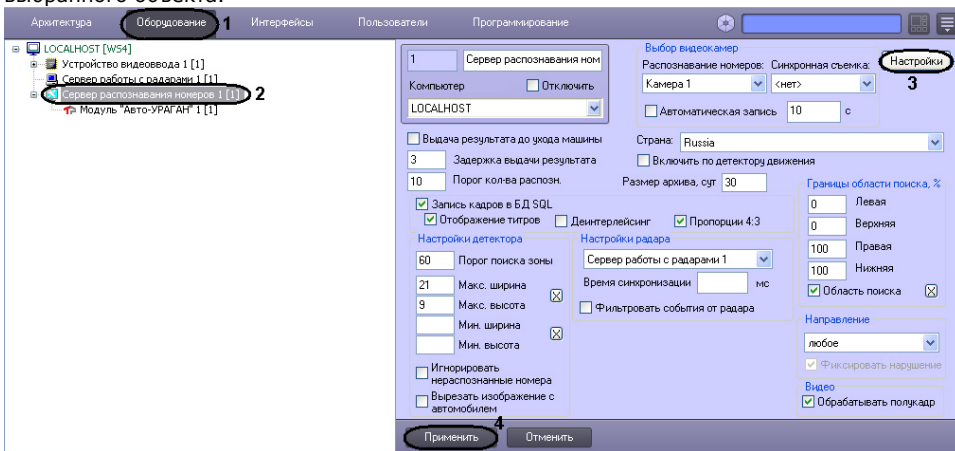 выбранного объекта.
Архитектура Оборудование 1 Интерфейсы Пользователи Программирование
LOCALHOST [WS4]
Устройство видеоввода 1 [1]
Сервер работы с радарами 1 [1]
Сервер распознавания номеров 1 [1] 2
Модуль "Авто-УРАГАН" 1 [1]
1 Сервер распознавания ном
Компьютер Отключить
LOCALHOST
Выбор видеокамер
Распознавание номеров: Синхронная съемка:
Камера 1 <нет>
Автоматическая запись 10 с
Настройки
3
Выдача результата до ухода машины
3 Задержка выдачи результата
10 Порог кол-ва распозн.
Страна: Russia
Включить по детектору движения
Размер архива, сут 30
Запись кадров в БД SQL
Отображение титров Деинтерлейсинг Пропорции 4:3
Настройки детектора
60 Порог поиска зоны
21 Макс. ширина
9 Макс. высота
Мин. ширина
Мин. высота
Игнорировать
нераспознанные номера
Вырезать изображение с
автомобилем
Настройки радара
Сервер работы с радарами 1
Время синхронизации мс
Фильтровать события от радара
Границы области поиска, %
0 Левая
0 Верхняя
100 Правая
100 Нижняя
Область поиска
Направление
любое
Фиксировать нарушение
Видео
Обрабатывать полукадр
4
Применить Отменить